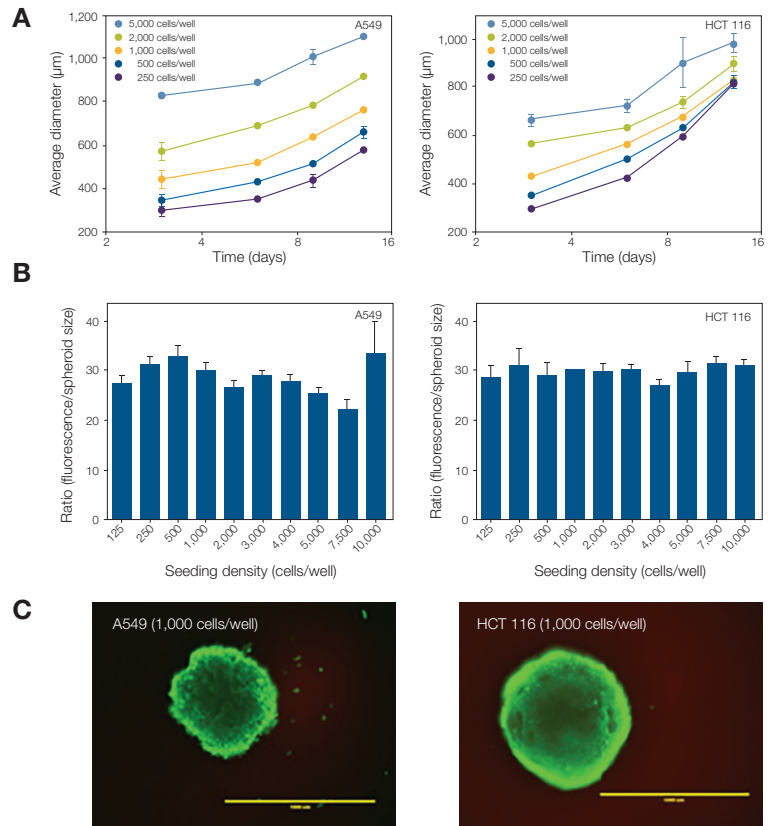 A
A549
5,000 cells/well
2,000 cells/well
1,000 cells/well
500 cells/well
250 cells/well
Average diameter (µm)
1,200
1,000
800
600
400
200
2
4
8
16
Time (days)
HCT 116
5,000 cells/well
2,000 cells/well
1,000 cells/well
500 cells/well
250 cells/well
Average diameter (µm)
1,000
800
600
400
200
2
4
8
16
Time (days)
B
A549
Ratio (fluorescence/spheroid size)
40
30
20
10
0
125
250
500
1,000
2,000
3,000
4,000
5,000
7,500
10,000
Seeding density (cells/well)
HCT 116
Ratio (fluorescence/spheroid size)
40
30
20
10
0
125
250
500
1,000
2,000
3,000
4,000
5,000
7,500
10,000
Seeding density (cells/well)
C
A549 (1,000 cells/well)
HCT 116 (1,000 cells/well)